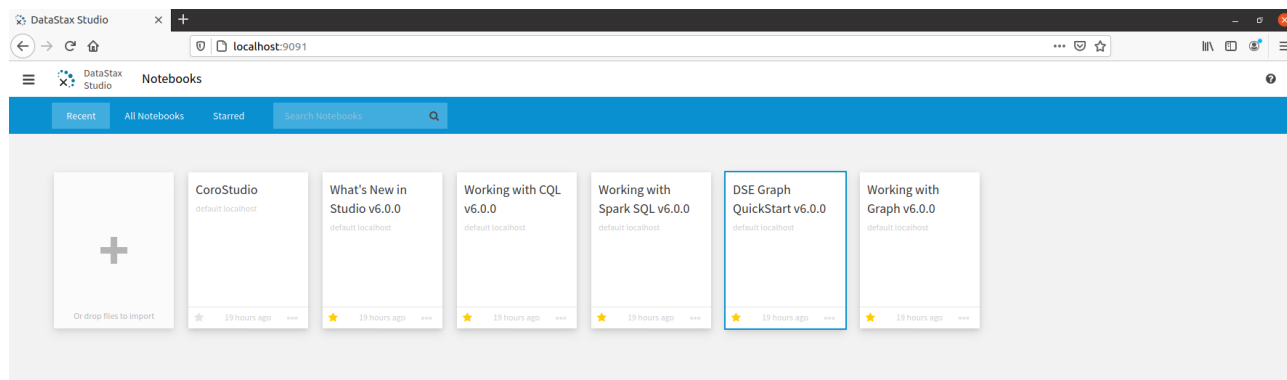 DataStax Studio
localhost:9091
DataStax
Studio
Notebooks
Recent
All Notebooks
Starred
Search Notebooks
Or drop files to import
CoroStudio
default localhost
19 hours ago
What's New in
Studio v6.0.0
default localhost
19 hours ago
Working with CQL
v6.0.0
default localhost
19 hours ago
Working with
Spark SQL v6.0.0
default localhost
19 hours ago
DSE Graph
QuickStart v6.0.0
default localhost
19 hours ago
Working with
Graph v6.0.0
default localhost
19 hours ago